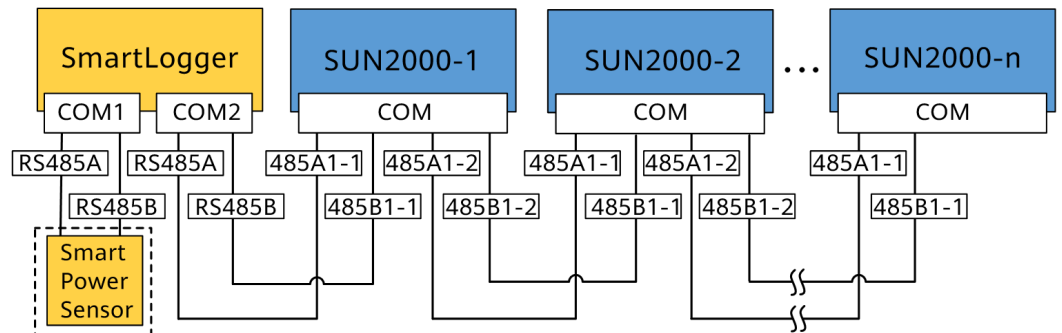 SmartLogger
SUN2000-1
SUN2000-2
...
SUN2000-n
COM1
COM2
COM
COM
COM
RS485A
RS485A
485A1-1
485A1-2
485A1-1
485A1-2
485A1-1
RS485B
RS485B
485B1-1
485B1-2
485B1-1
485B1-2
485B1-1
Smart
Power
Sensor